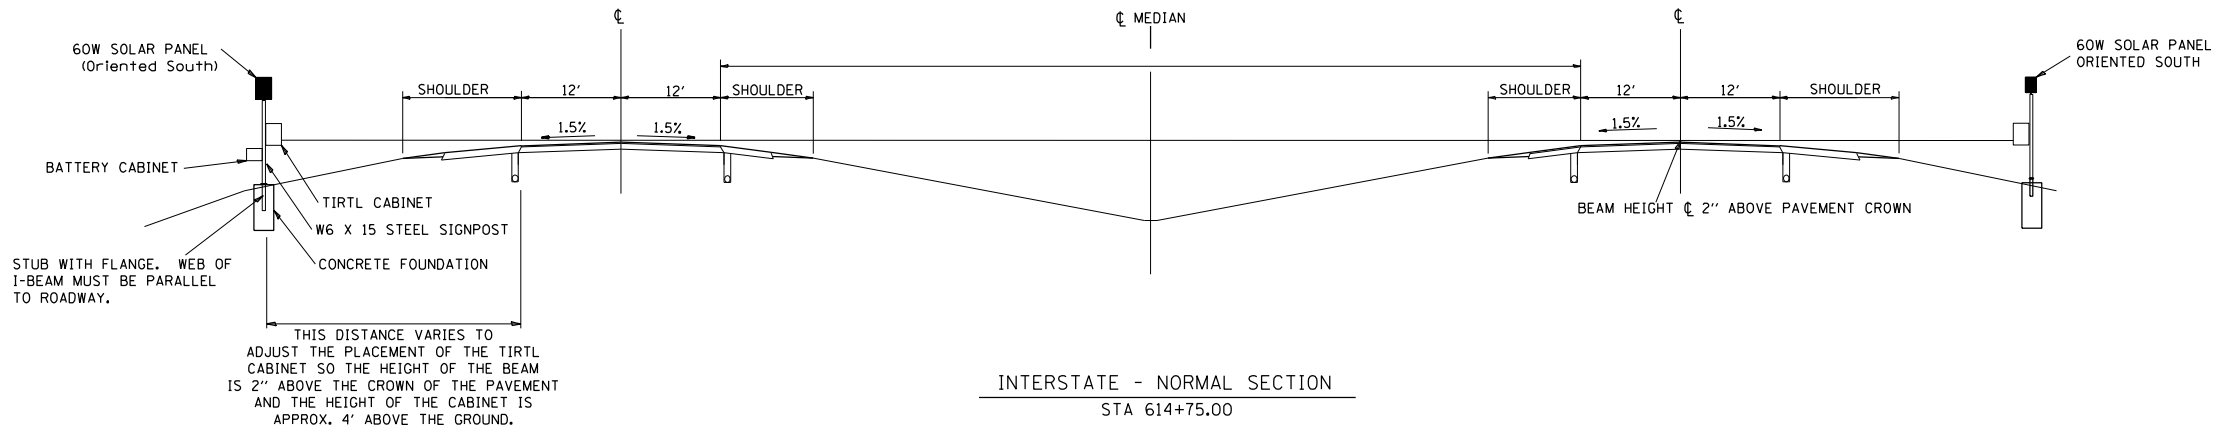 ℄
℄ MEDIAN
℄
60W SOLAR PANEL
(Oriented South)
60W SOLAR PANEL
ORIENTED SOUTH
SHOULDER
12'
12'
SHOULDER
SHOULDER
12'
12'
SHOULDER
1.5%
1.5%
1.5%
1.5%
BATTERY CABINET
TIRTL CABINET
W6 X 15 STEEL SIGNPOST
CONCRETE FOUNDATION
BEAM HEIGHT ℄ 2'' ABOVE PAVEMENT CROWN
STUB WITH FLANGE. WEB OF
I-BEAM MUST BE PARALLEL
TO ROADWAY.
THIS DISTANCE VARIES TO
ADJUST THE PLACEMENT OF THE TIRTL
CABINET SO THE HEIGHT OF THE BEAM
IS 2'' ABOVE THE CROWN OF THE PAVEMENT
AND THE HEIGHT OF THE CABINET IS
APPROX. 4' ABOVE THE GROUND.
INTERSTATE - NORMAL SECTION
STA 614+75.00